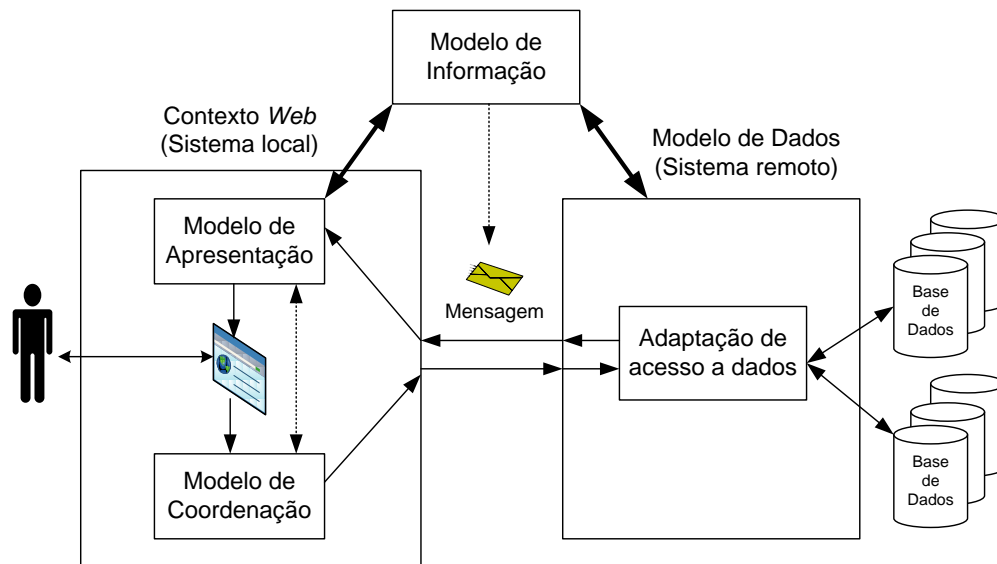 Modelo de
Informação
Contexto Web
(Sistema local)
Modelo de Dados
(Sistema remoto)
Modelo de
Apresentação
Mensagem
Adaptação de
acesso a dados
Base
de
Dados
Modelo de
Coordenação
Base
de
Dados